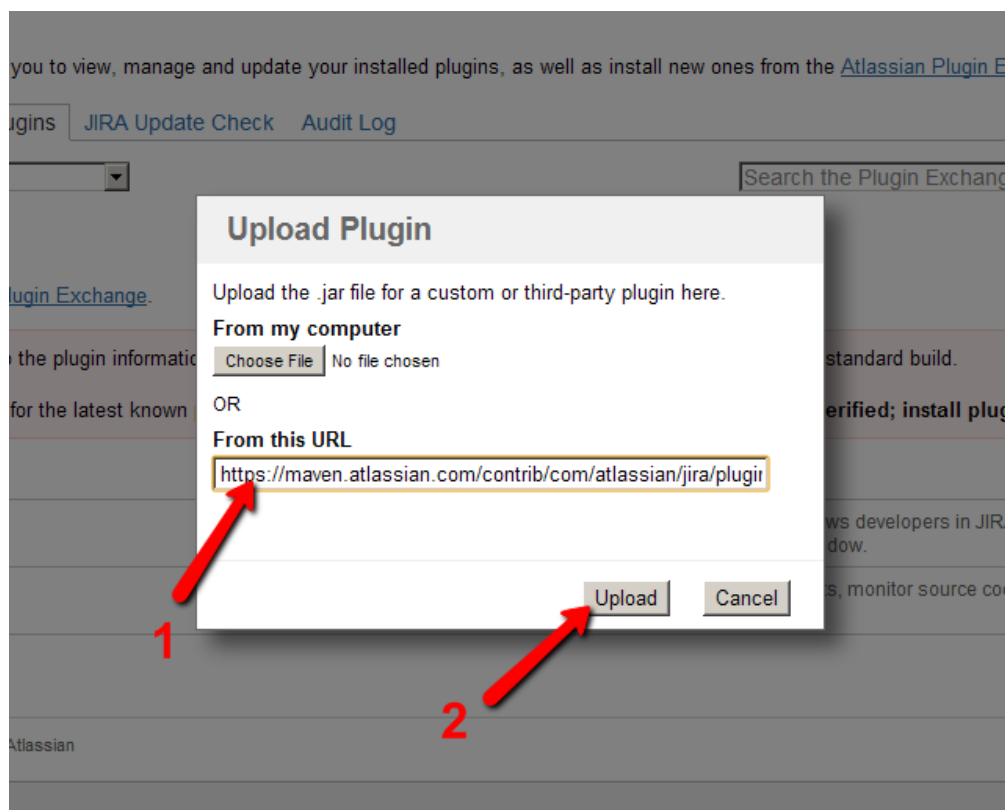 you to view, manage and update your installed plugins, as well as install new ones from the Atlassian Plugin E
ugins JIRA Update Check Audit Log
Search the Plugin Exchang
Upload Plugin
Upload the .jar file for a custom or third-party plugin here.
lugin Exchange.
From my computer
Choose File No file chosen
the plugin informatic standard build.
OR
for the latest known erified; install plug
From this URL
https://maven.atlassian.com/contrib/com/atlassian/jira/plugin
ws developers in JIR
dow.
Upload Cancel
s, monitor source co
1
2
Atlassian